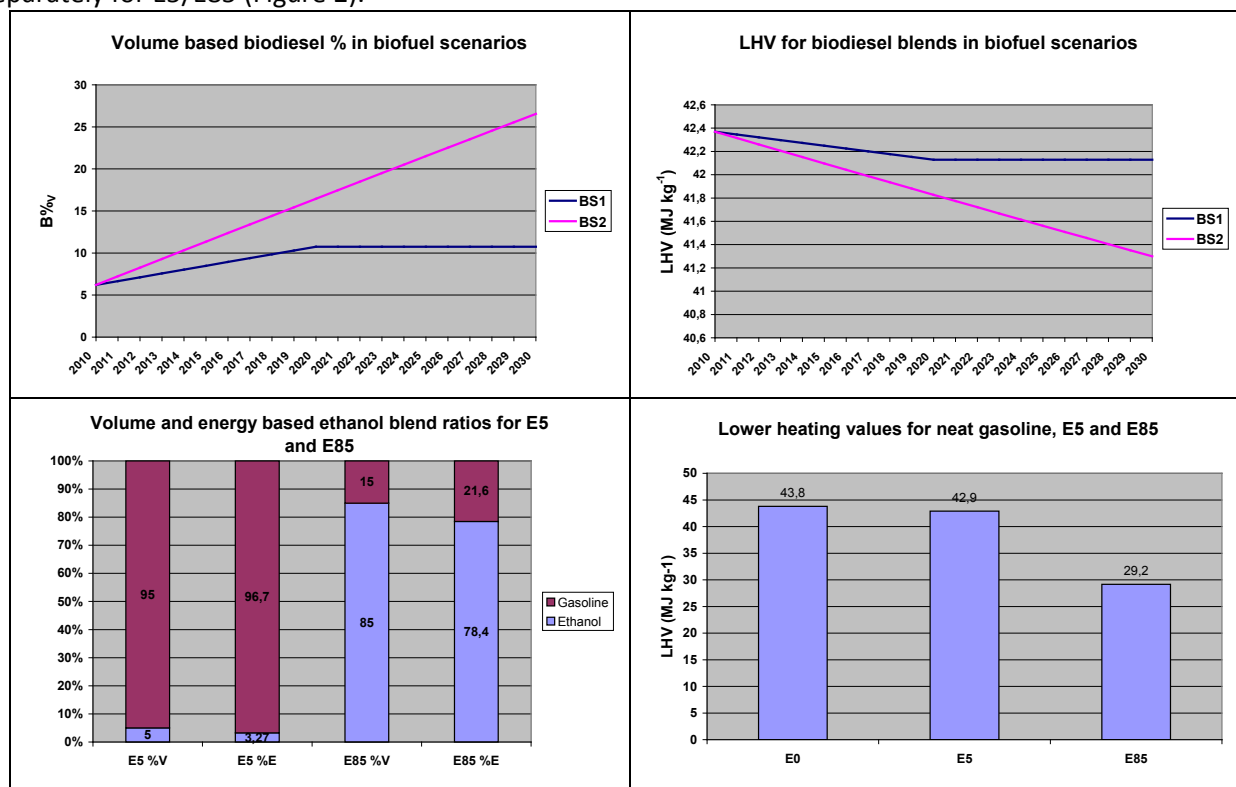 eparately for E5/E85 (Figure 2).
Volume based biodiesel % in biofuel scenarios
30
25
20
15
10
5
0
B%v
2010 2011 2012 2013 2014 2015 2016 2017 2018 2019 2020 2021 2022 2023 2024 2025 2026 2027 2028 2029 2030
BS1
BS2
LHV for biodiesel blends in biofuel scenarios
42,6
42,4
42,2
42
41,8
41,6
41,4
41,2
41
40,8
40,6
LHV (MJ kg-1)
2010 2011 2012 2013 2014 2015 2016 2017 2018 2019 2020 2021 2022 2023 2024 2025 2026 2027 2028 2029 2030
BS1
BS2
Volume and energy based ethanol blend ratios for E5
and E85
100%
90%
80%
70%
60%
50%
40%
30%
20%
10%
0%
95 96,7 15 21,6
5 3,27 85 78,4
E5 %V E5 %E E85 %V E85 %E
Gasoline
Ethanol
Lower heating values for neat gasoline, E5 and E85
50
45
40
35
30
25
20
15
10
5
0
LHV (MJ kg-1)
43,8 42,9 29,2
E0 E5 E85